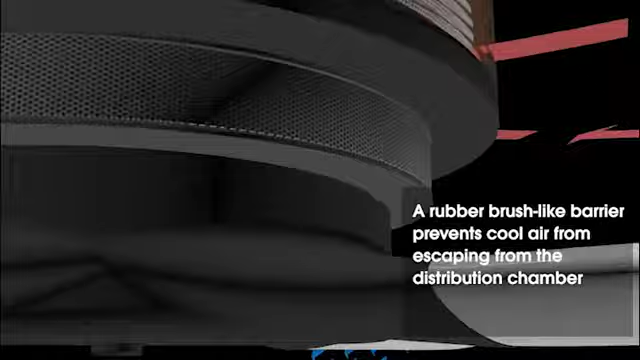 A rubber brush-like barrier
prevents cool air from
escaping from the
distribution chamber